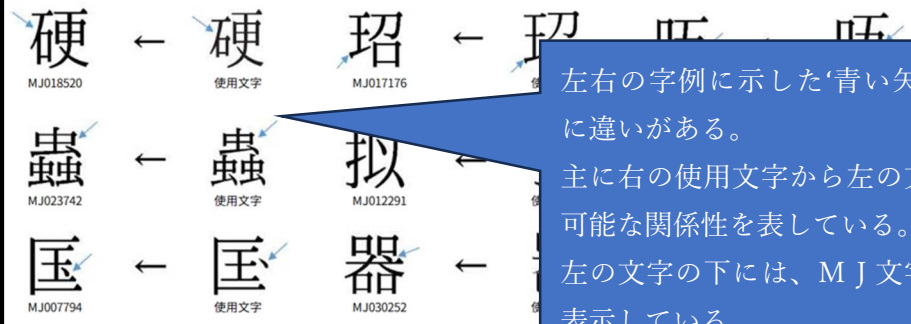 硬 ← 硬 玿 ←
MJ018520 使用文字 MJ017176
左右の字例に示した‘青い矢
に違いがある。
蟲 ← 蟲 拟
MJ023742 使用文字 MJ012291
主に右の使用文字から左の文
可能な関係性を表している。
国 ← 囯 器 ←
MJ007794 使用文字 MJ030252
左の文字の下には、ＭＪ文字
表示している